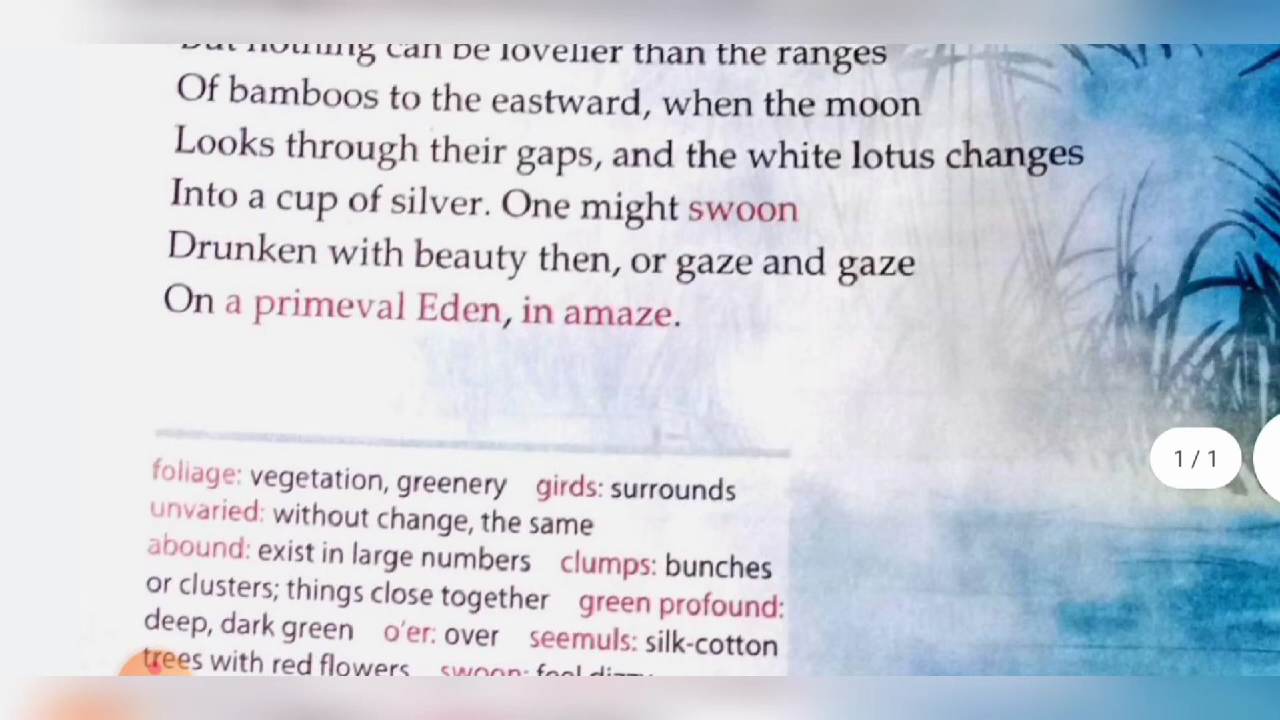 But nothing can be lovelier than the ranges
Of bamboos to the eastward, when the moon
Looks through their gaps, and the white lotus changes
Into a cup of silver. One might swoon
Drunken with beauty then, or gaze and gaze
On a primeval Eden, in amaze.
1 / 1
foliage: vegetation, greenery girds: surrounds
unvaried: without change, the same
abound: exist in large numbers clumps: bunches
or clusters; things close together green profound:
deep, dark green o'er: over seemuls: silk-cotton
trees with red flowers swoon: feel dizzy